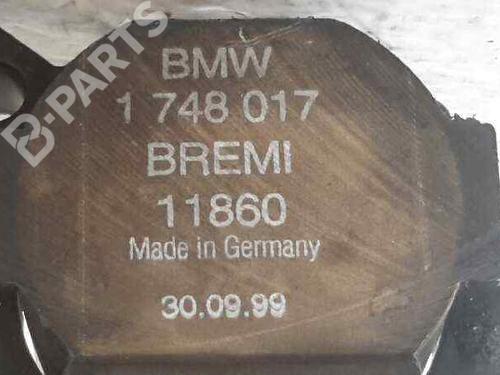 B-PARTS
BMW
1 748 017
BREMI
11860
Made in Germany
30.09.99